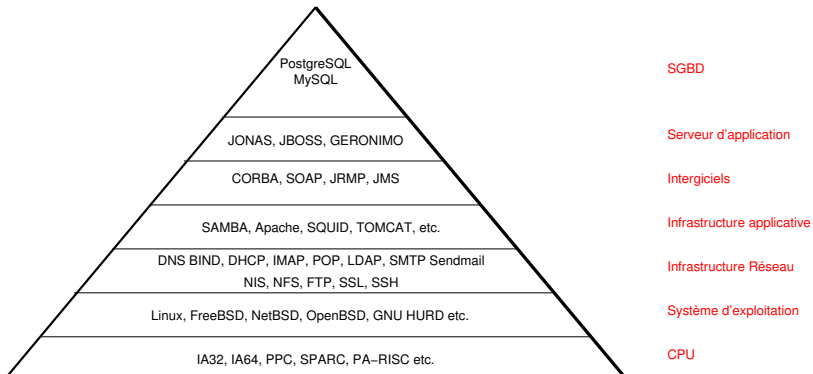 PostgreSQL
MySQL
SGBD
JONAS, JBOSS, GERONIMO
Serveur d'application
CORBA, SOAP, JRMP, JMS
Intergiciels
SAMBA, Apache, SQUID, TOMCAT, etc.
Infrastructure applicative
DNS BIND, DHCP, IMAP, POP, LDAP, SMTP Sendmail
NIS, NFS, FTP, SSL, SSH
Infrastructure Réseau
Linux, FreeBSD, NetBSD, OpenBSD, GNU HURD etc.
Système d'exploitation
IA32, IA64, PPC, SPARC, PA−RISC etc.
CPU